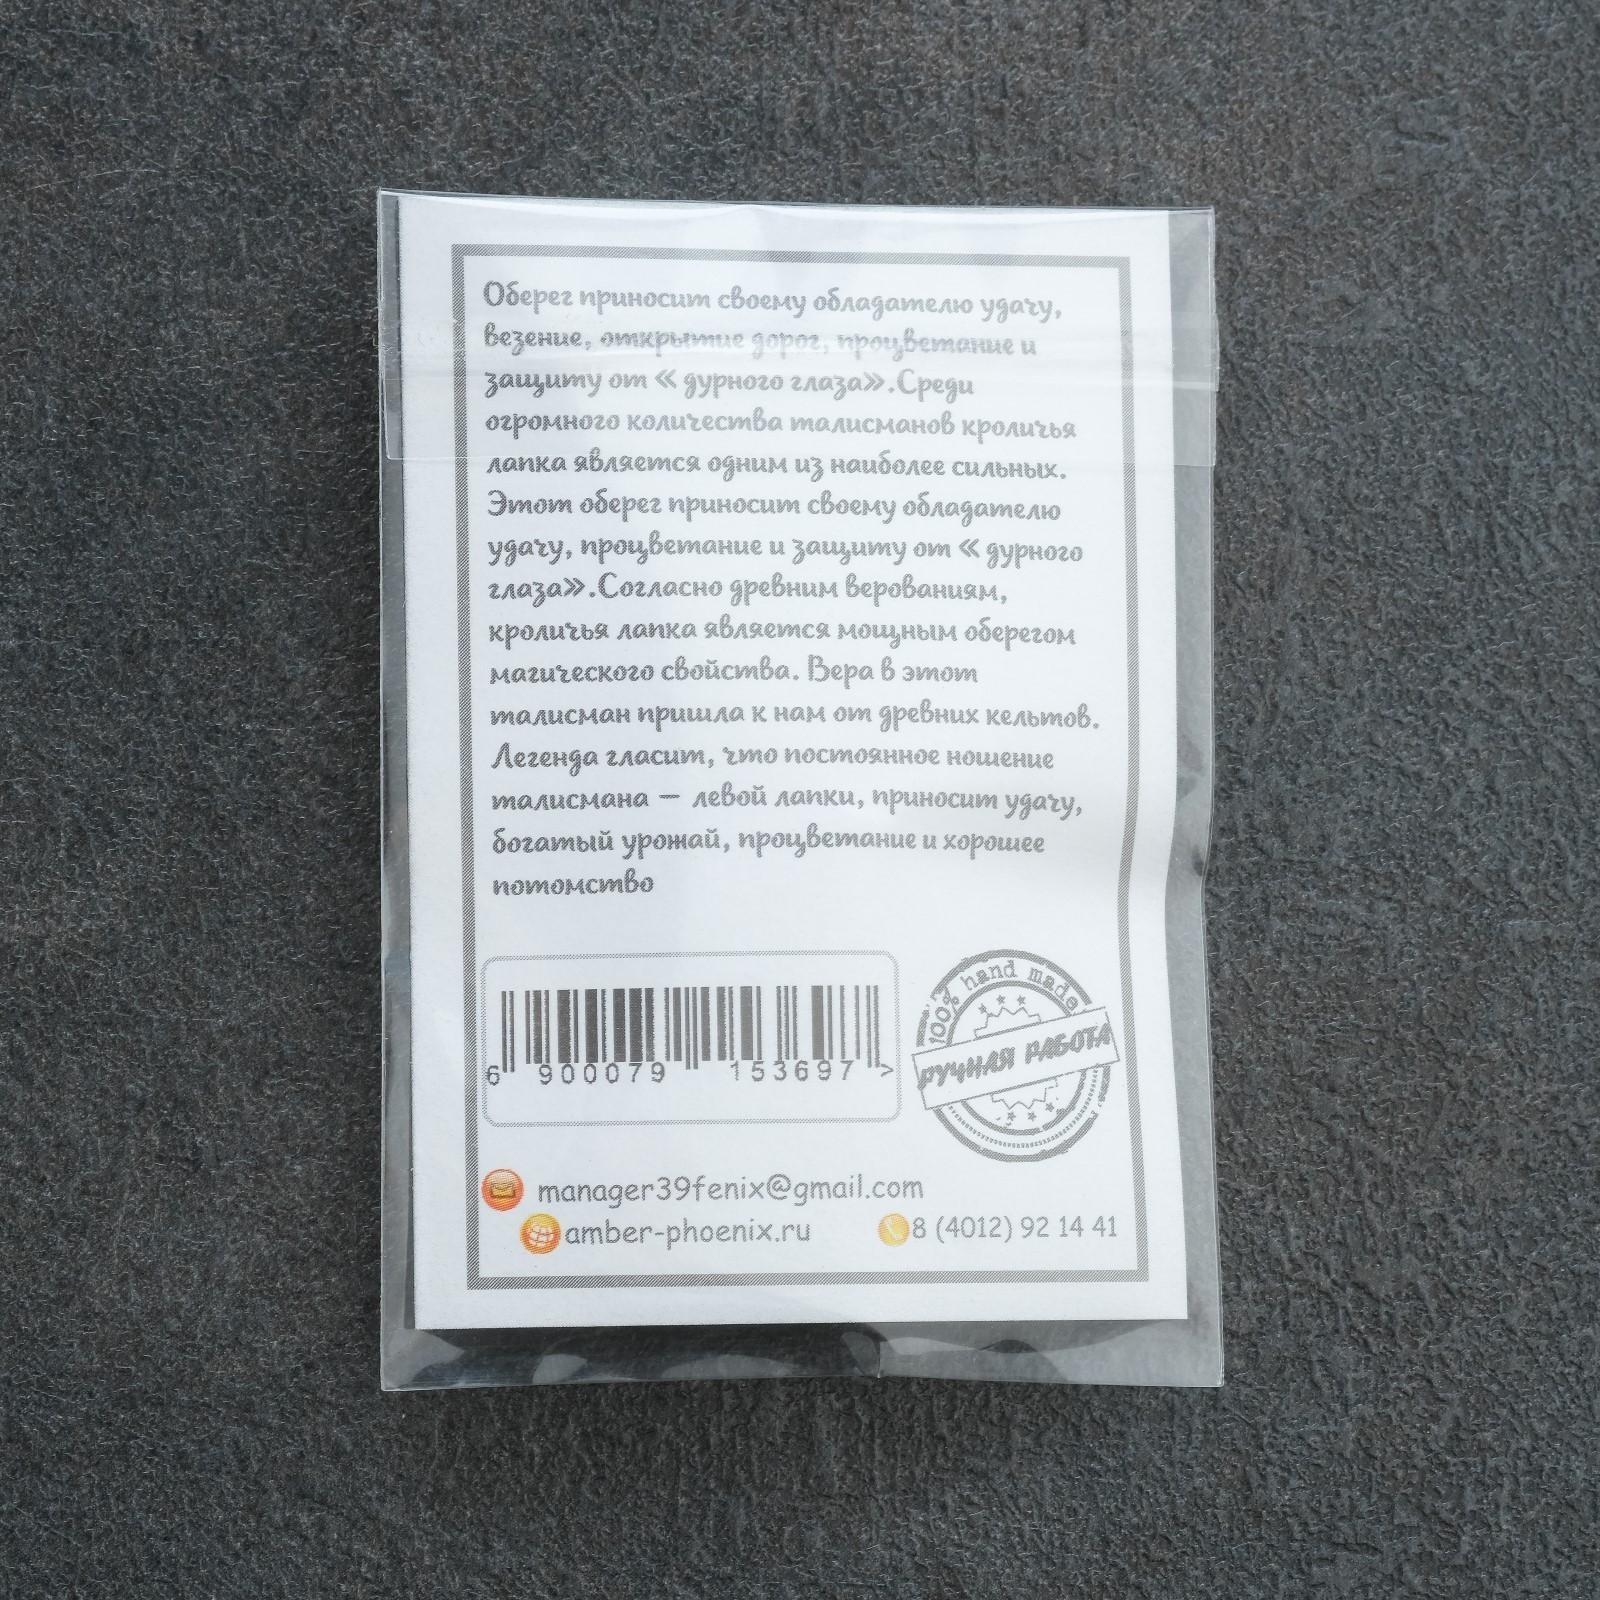 Оберег приносит своему обладателю удачу,
везение, открытие дорог, процветание и
защиту от « дурного глаза».Среди
огромного количества талисманов кроличья
лапка является одним из наиболее сильных.
Этот оберег приносит своему обладателю
удачу, процветание и защиту от « дурного
глаза».Согласно древним верованиям,
кроличья лапка является мощным оберегом
магического свойства. Вера в этот
талисман пришла к нам от древних кельтов.
Легенда гласит, что постоянное ношение
талисмана – левой лапки, приносит удачу,
богатый урожай, процветание и хорошее
потомство
100% hand made
РУЧНАЯ РАБОТА
6 900079 153697 >
manager39fenix@gmail.com
amber-phoenix.ru 8 (4012) 92 14 41